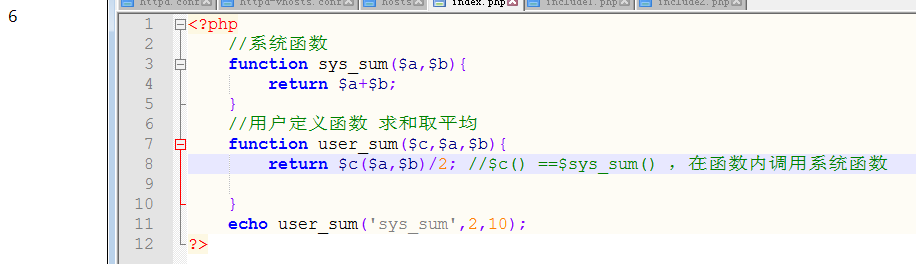 6
httpd.conf httpd-vhosts.conf hosts index.php include1.php include2.php
1 <?php
2 //系统函数
3 function sys_sum($a,$b){
4 return $a+$b;
5 }
6 //用户定义函数 求和取平均
7 function user_sum($c,$a,$b){
8 return $c($a,$b)/2; //$c() ==$sys_sum() ，在函数内调用系统函数
9
10 }
11 echo user_sum('sys_sum',2,10);
12 ?>